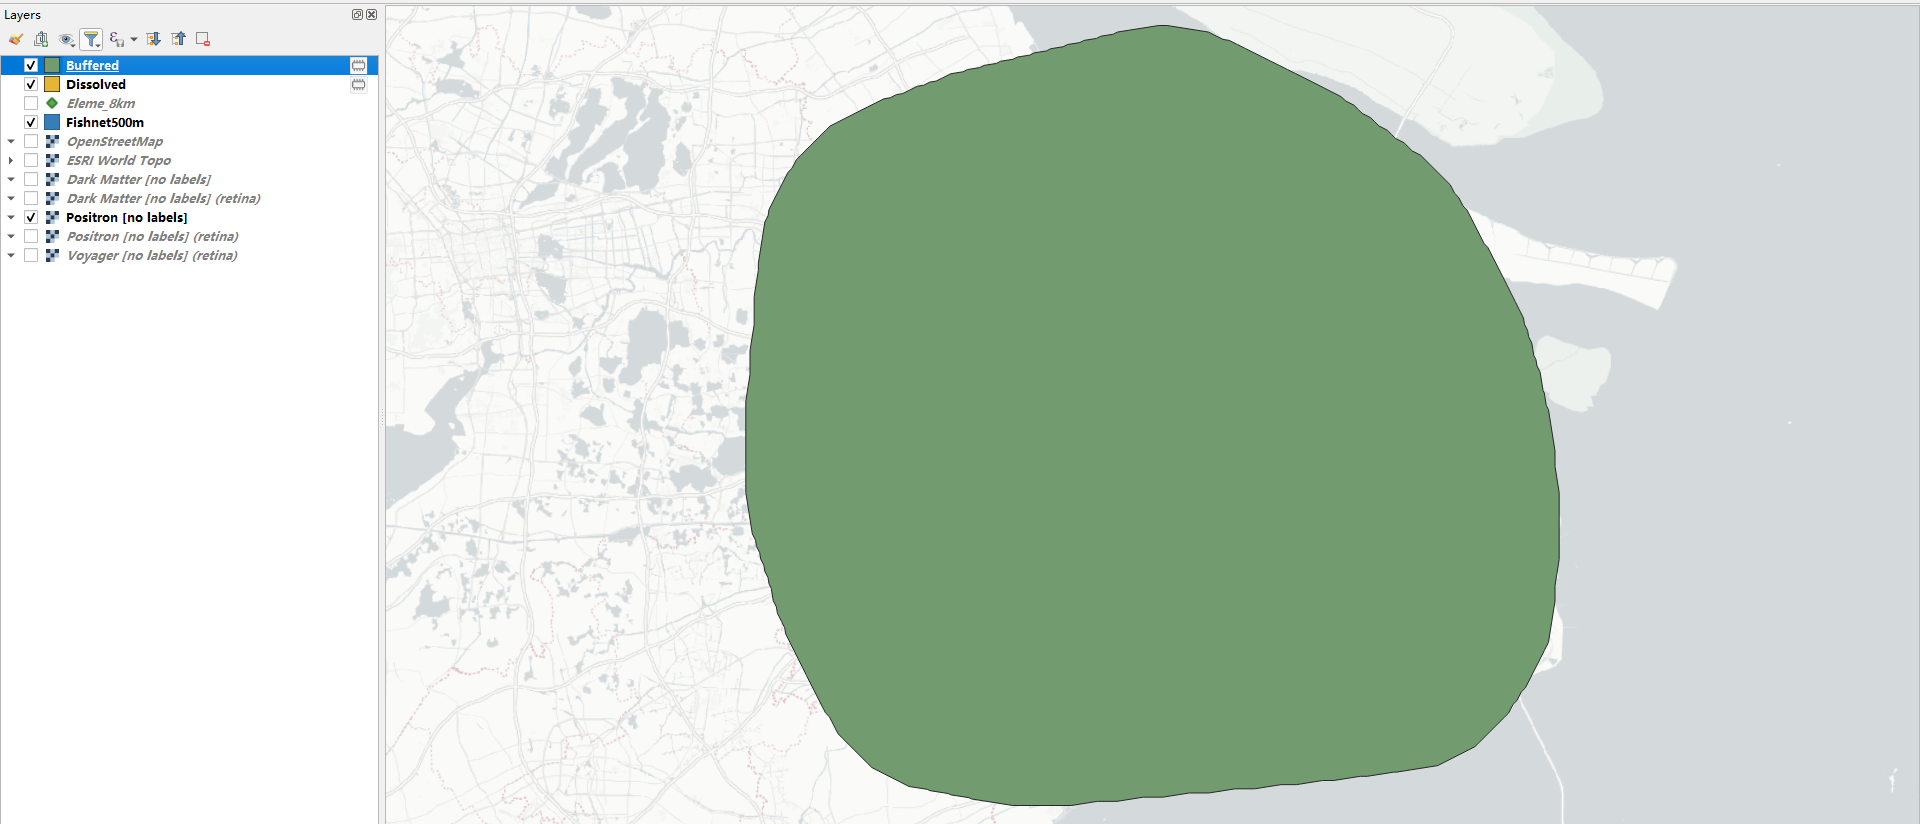 Layers
Buffered
Dissolved
Eleme_8km
Fishnet500m
OpenStreetMap
ESRI World Topo
Dark Matter [no labels]
Dark Matter [no labels] (retina)
Positron [no labels]
Positron [no labels] (retina)
Voyager [no labels] (retina)